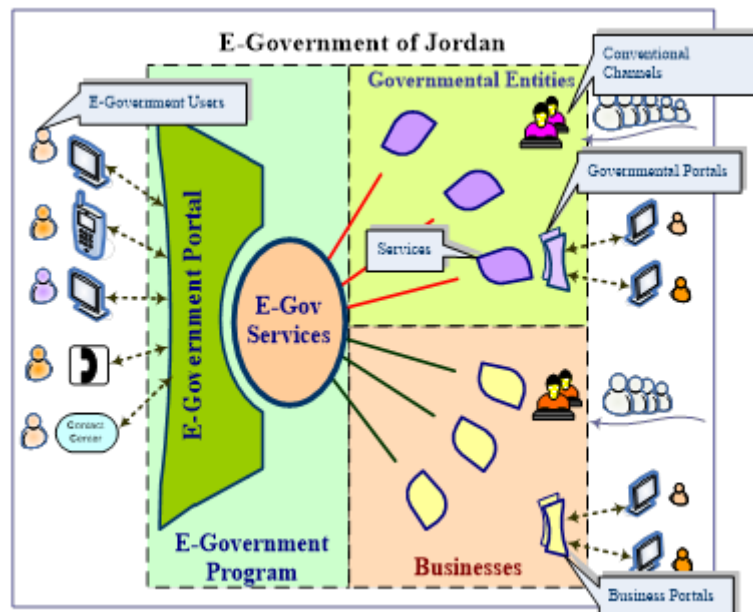 E-Government of Jordan
Conventional
Channels
Governmental Entities
E-Government Users
Governmental Portals
E-Government Portal
Services
E-Gov
Services
Contact
Center
E-Government
Program
Businesses
Business Portals